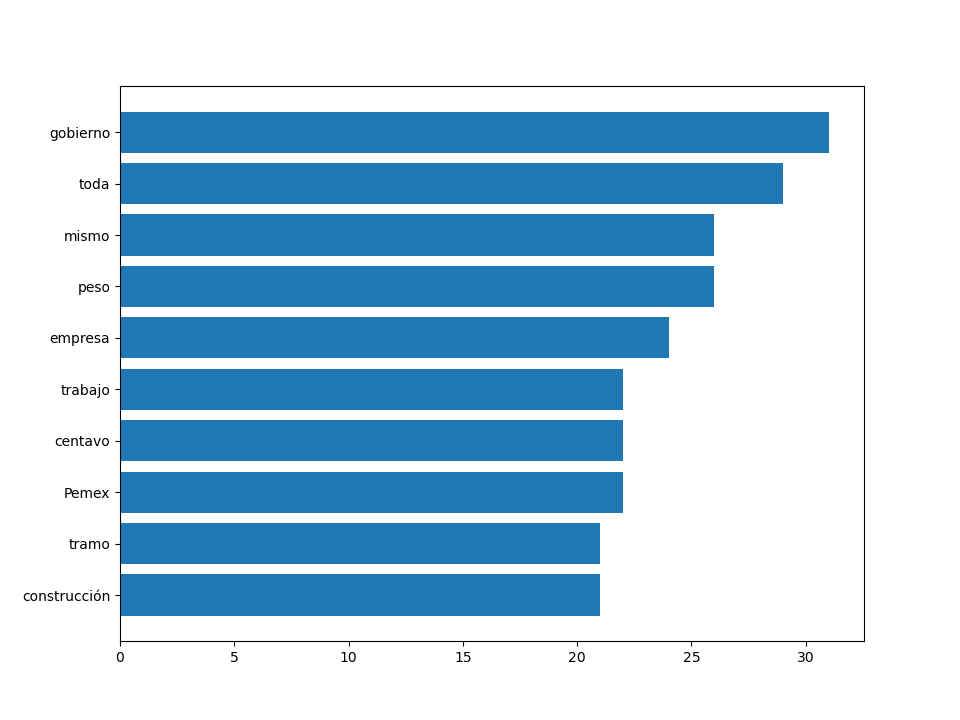 gobierno
toda
mismo
peso
empresa
trabajo
centavo
Pemex
tramo
construcción
0 5 10 15 20 25 30